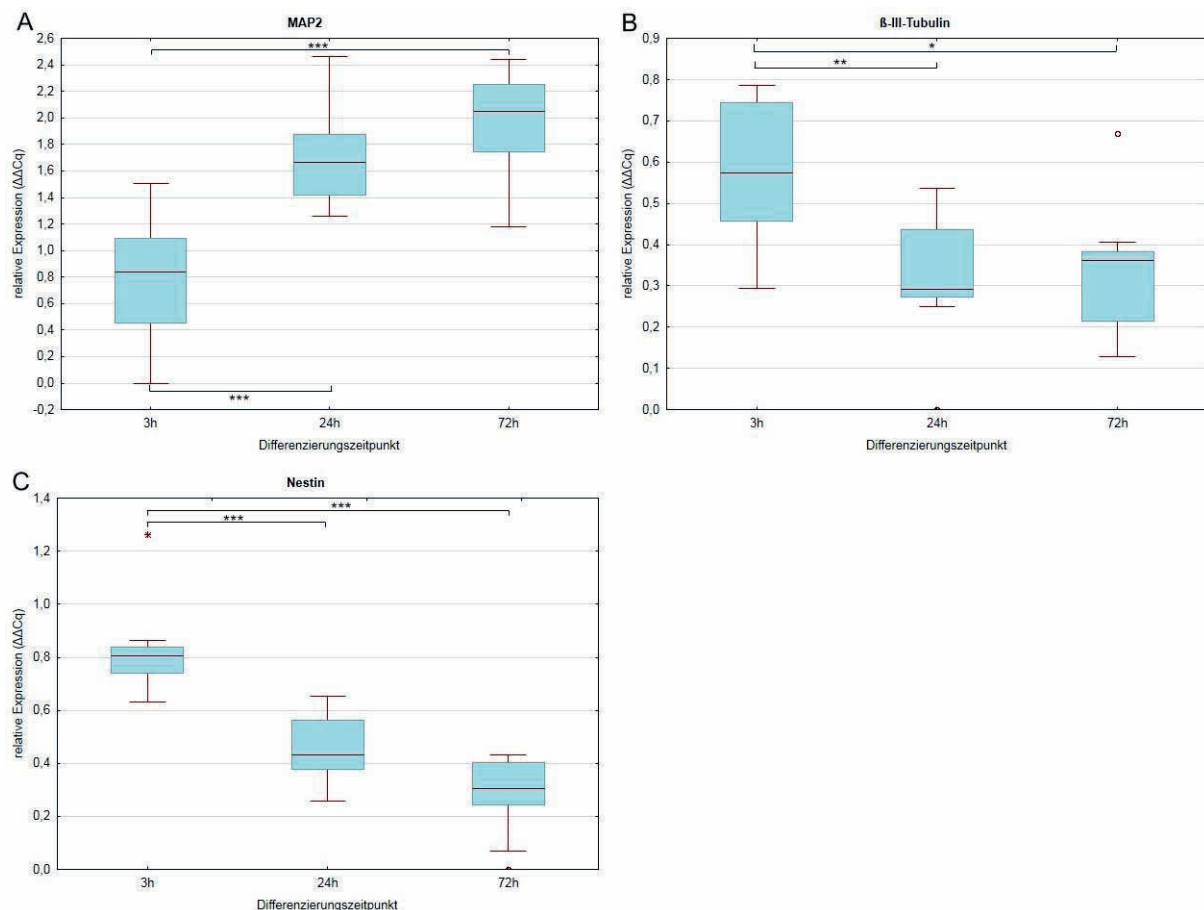 A
MAP2
2,6
2,4
2,2
2,0
1,8
1,6
1,4
1,2
1,0
0,8
0,6
0,4
0,2
0,0
-0,2
relative Expression (ΔΔCq)
***
***
3h 24h 72h
Differenzierungszeitpunkt
B
ß-III-Tubulin
0,9
0,8
0,7
0,6
0,5
0,4
0,3
0,2
0,1
0,0
relative Expression (ΔΔCq)
*
**
3h 24h 72h
Differenzierungszeitpunkt
C
Nestin
1,4
1,2
1,0
0,8
0,6
0,4
0,2
0,0
relative Expression (ΔΔCq)
***
***
3h 24h 72h
Differenzierungszeitpunkt